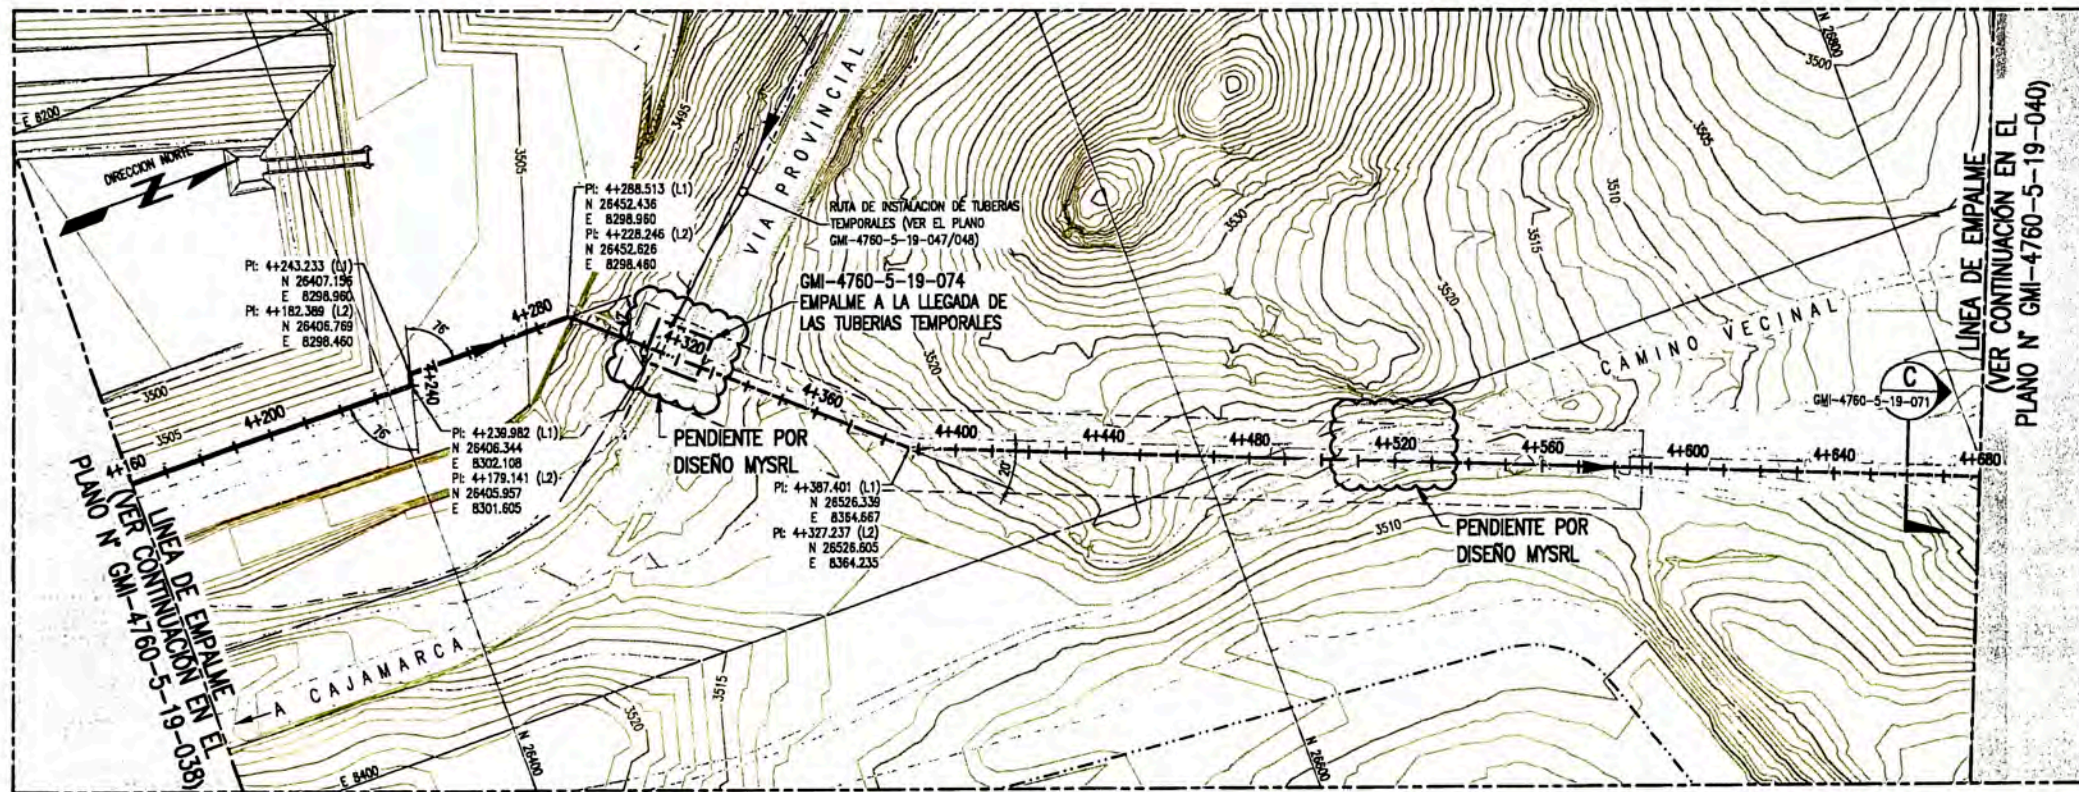 E 8200
DIRECCION NORTE
N
3505
3495
VIA PROVINCIAL
N 26800
3500
3505
3510
3515
3520
3530
LÍNEA DE EMPALME
(VER CONTINUACIÓN EN EL
PLANO N° GMI-4760-5-19-040)
PI: 4+288.513 (L1)
N 26452.436
E 8298.960
PI: 4+228.246 (L2)
N 26452.626
E 8298.460
RUTA DE INSTALACION DE TUBERIAS
TEMPORALES (VER EL PLANO
GMI-4760-5-19-047/048)
PI: 4+243.233 (L1)
N 26407.156
E 8298.960
PI: 4+182.389 (L2)
N 26406.769
E 8298.460
GMI-4760-5-19-074
EMPALME A LA LLEGADA DE
LAS TUBERIAS TEMPORALES
CAMINO VECINAL
C
GMI-4760-5-19-071
3500
3505
4+160
4+200
4+240
4+280
4+320
4+360
4+400
4+440
4+480
4+520
4+560
4+600
4+640
4+680
76°
76°
20°
3520
PI: 4+239.982 (L1)
N 26406.344
E 8302.108
PI: 4+179.141 (L2)
N 26405.957
E 8301.605
PENDIENTE POR
DISEÑO MYSRL
PI: 4+387.401 (L1)
N 26526.339
E 8364.667
PI: 4+327.237 (L2)
N 26526.605
E 8364.235
3510
PENDIENTE POR
DISEÑO MYSRL
LÍNEA DE EMPALME
(VER CONTINUACIÓN EN EL
PLANO N° GMI-4760-5-19-038)
A CAJAMARCA
3515
3520
E 8400
N 26400
N 26600